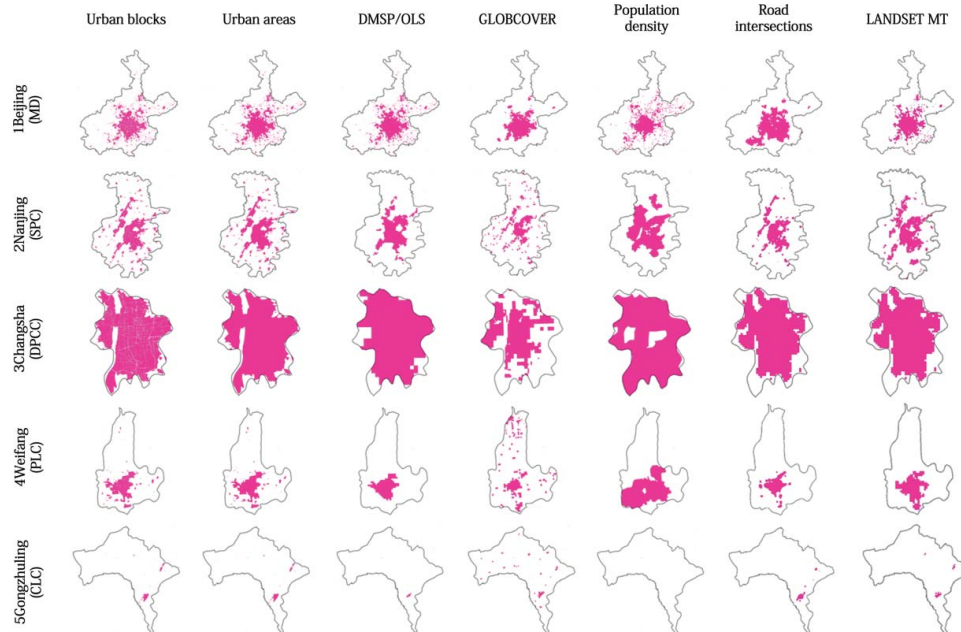 Urban blocks
Urban areas
DMSP/OLS
GLOBCOVER
Population
density
Road
intersections
LANDSET MT
1Beijing
(MD)
2Nanjing
(SPC)
3Changsha
(DPCC)
4Weifang
(PLC)
5Gongzhuling
(CLC)